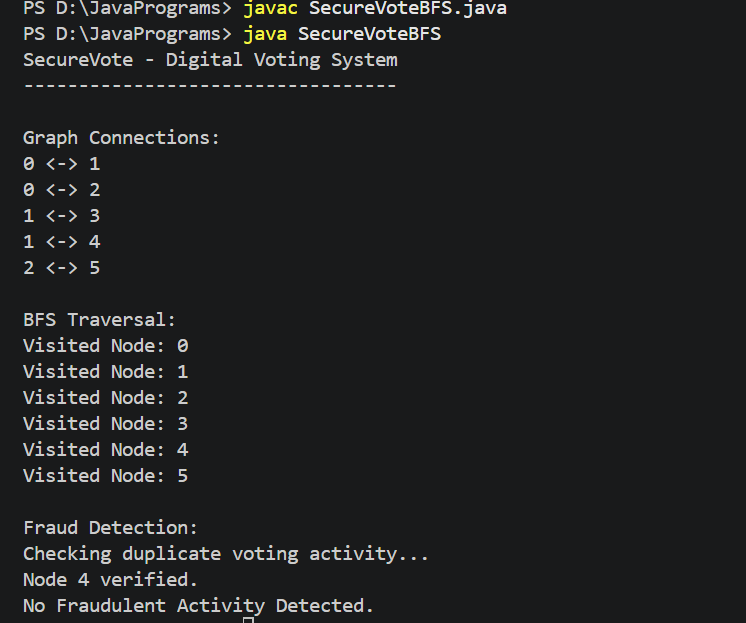 PS D:\JavaPrograms> javac SecureVoteBFS.java
PS D:\JavaPrograms> java SecureVoteBFS
SecureVote - Digital Voting System
----------------------------------
Graph Connections:
0 <-> 1
0 <-> 2
1 <-> 3
1 <-> 4
2 <-> 5
BFS Traversal:
Visited Node: 0
Visited Node: 1
Visited Node: 2
Visited Node: 3
Visited Node: 4
Visited Node: 5
Fraud Detection:
Checking duplicate voting activity...
Node 4 verified.
No Fraudulent Activity Detected.